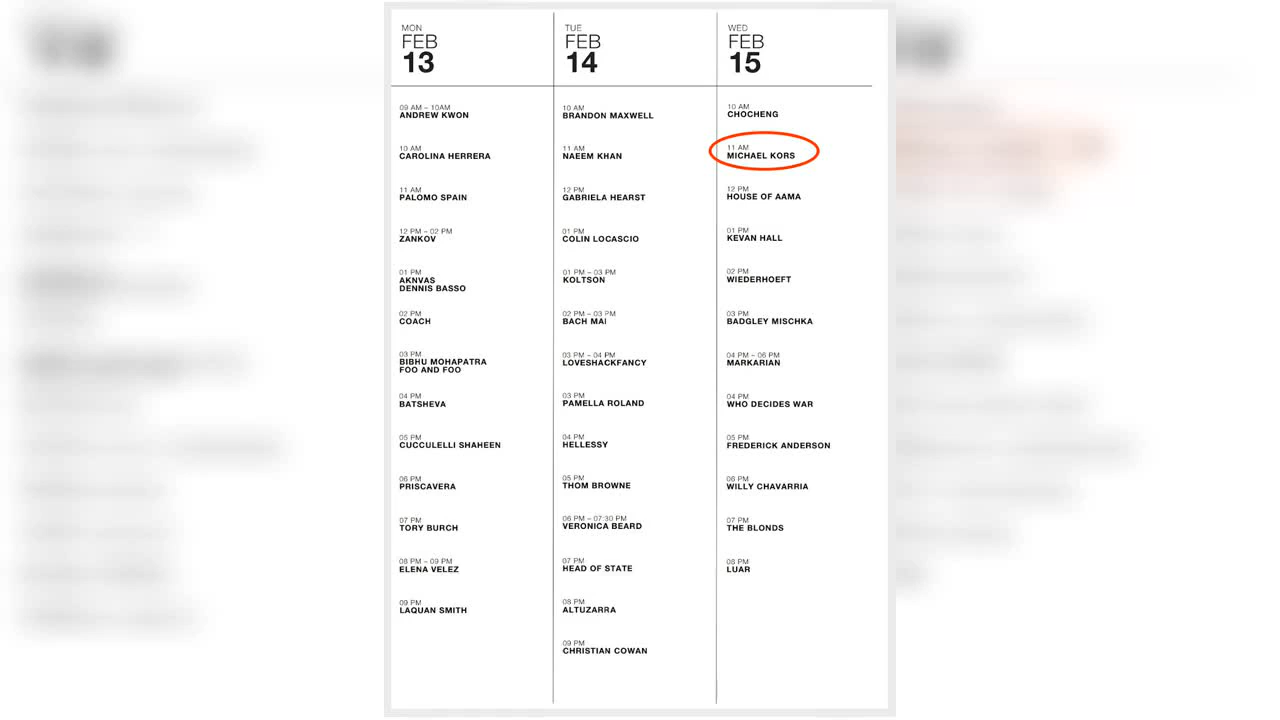 MON
FEB
13
09 AM – 10AM
ANDREW KWON
10 AM
CAROLINA HERRERA
11 AM
PALOMO SPAIN
12 PM – 02 PM
ZANKOV
01 PM
AKNVAS
DENNIS BASSO
02 PM
COACH
03 PM
BIBHU MOHAPATRA
FOO AND FOO
04 PM
BATSHEVA
05 PM
CUCCULELLI SHAHEEN
06 PM
PRISCAVERA
07 PM
TORY BURCH
08 PM – 09 PM
ELENA VELEZ
09 PM
LAQUAN SMITH
TUE
FEB
14
10 AM
BRANDON MAXWELL
11 AM
NAEEM KHAN
12 PM
GABRIELA HEARST
01 PM
COLIN LOCASCIO
01 PM – 03 PM
KOLTSON
02 PM – 03 PM
BACH MAI
03 PM – 04 PM
LOVESHACKFANCY
03 PM
PAMELLA ROLAND
04 PM
HELLESSY
05 PM
THOM BROWNE
06 PM – 07:30 PM
VERONICA BEARD
07 PM
HEAD OF STATE
08 PM
ALTUZARRA
09 PM
CHRISTIAN COWAN
WED
FEB
15
10 AM
CHOCHENG
11 AM
MICHAEL KORS
12 PM
HOUSE OF AAMA
01 PM
KEVAN HALL
02 PM
WIEDERHOEFT
03 PM
BADGLEY MISCHKA
04 PM – 06 PM
MARKARIAN
04 PM
WHO DECIDES WAR
05 PM
FREDERICK ANDERSON
06 PM
WILLY CHAVARRIA
07 PM
THE BLONDS
08 PM
LUAR